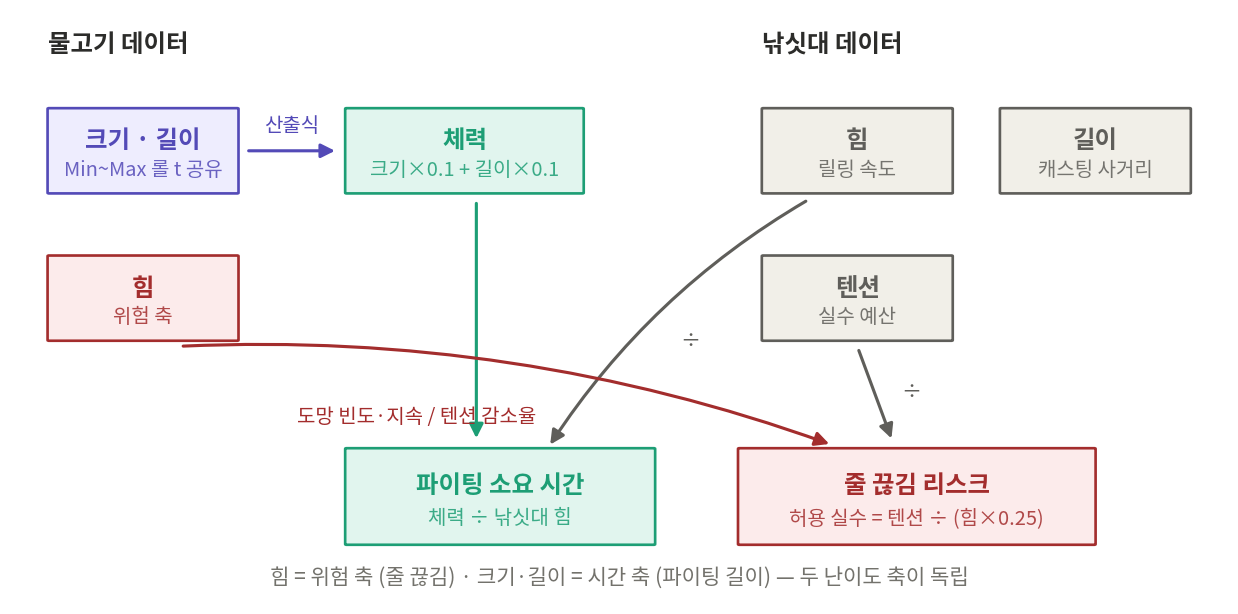 물고기 데이터
낚싯대 데이터
크기 · 길이
Min~Max 롤 t 공유
산출식
체력
크기×0.1 + 길이×0.1
힘
릴링 속도
길이
캐스팅 사거리
힘
위험 축
텐션
실수 예산
÷
÷
도망 빈도·지속 / 텐션 감소율
파이팅 소요 시간
체력 ÷ 낚싯대 힘
줄 끊김 리스크
허용 실수 = 텐션 ÷ (힘×0.25)
힘 = 위험 축 (줄 끊김) · 크기·길이 = 시간 축 (파이팅 길이) — 두 난이도 축이 독립